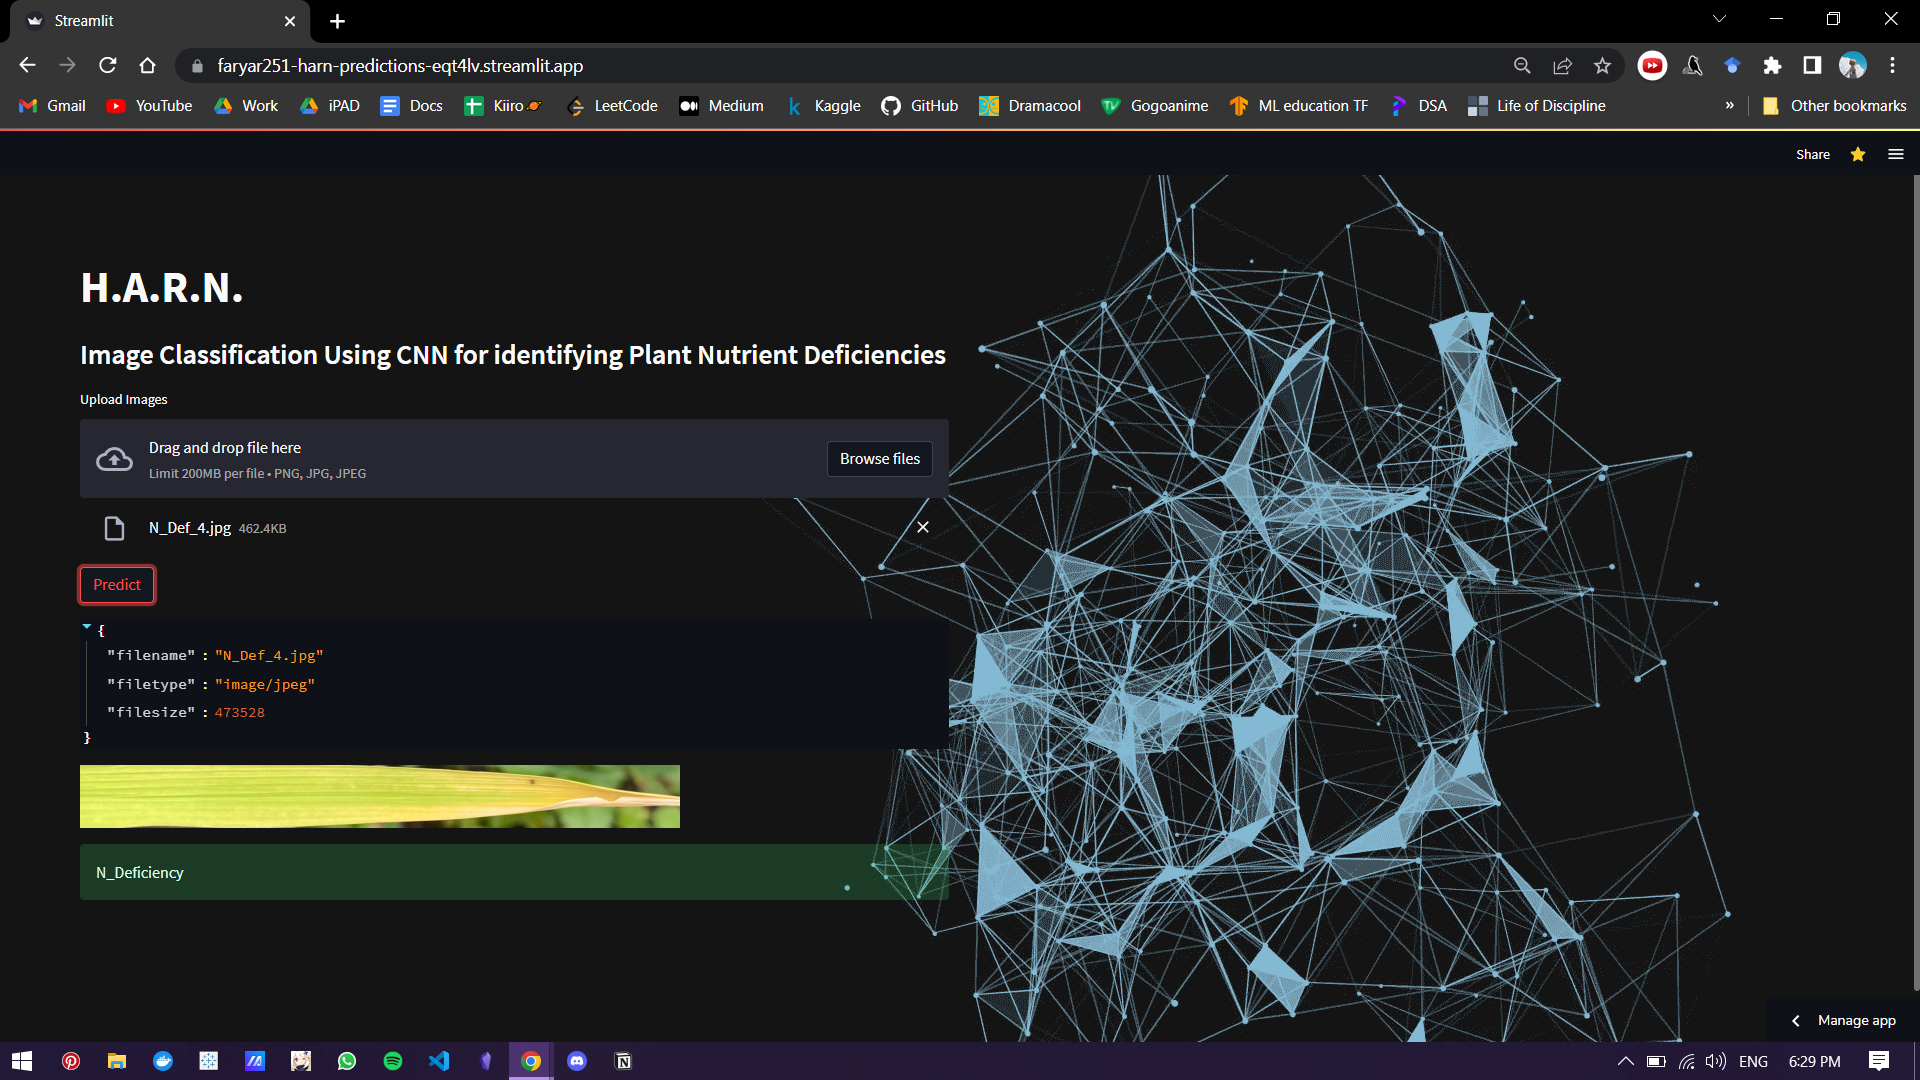 Streamlit
faryar251-harn-predictions-eqt4lv.streamlit.app
Gmail YouTube Work iPAD Docs Kiiro LeetCode Medium Kaggle GitHub Dramacool Gogoanime ML education TF DSA Life of Discipline » Other bookmarks
Share
H.A.R.N.
Image Classification Using CNN for identifying Plant Nutrient Deficiencies
Upload Images
Drag and drop file here
Limit 200MB per file • PNG, JPG, JPEG
Browse files
N_Def_4.jpg 462.4KB
Predict
{
"filename" : "N_Def_4.jpg"
"filetype" : "image/jpeg"
"filesize" : 473528
}
N_Deficiency
Manage app
ENG 6:29 PM